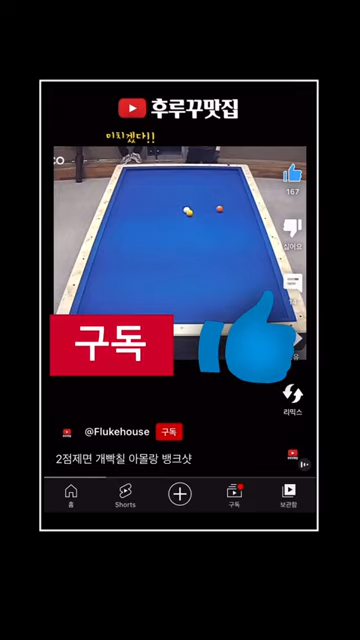 후루꾸맛집
미치겠다!!
167
싫어요
구독
리믹스
@Flukehouse 구독
2점제면 개빡칠 아몰랑 뱅크샷
홈 Shorts 구독 보관함